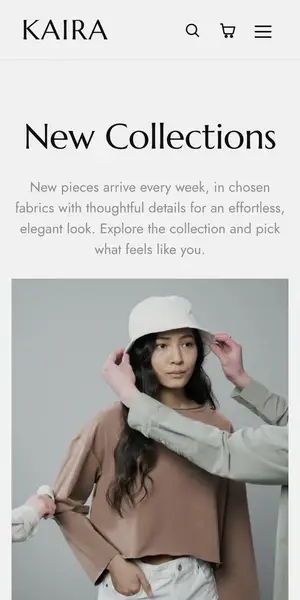 KAIRA
New Collections
New pieces arrive every week, in chosen
fabrics with thoughtful details for an effortless,
elegant look. Explore the collection and pick
what feels like you.